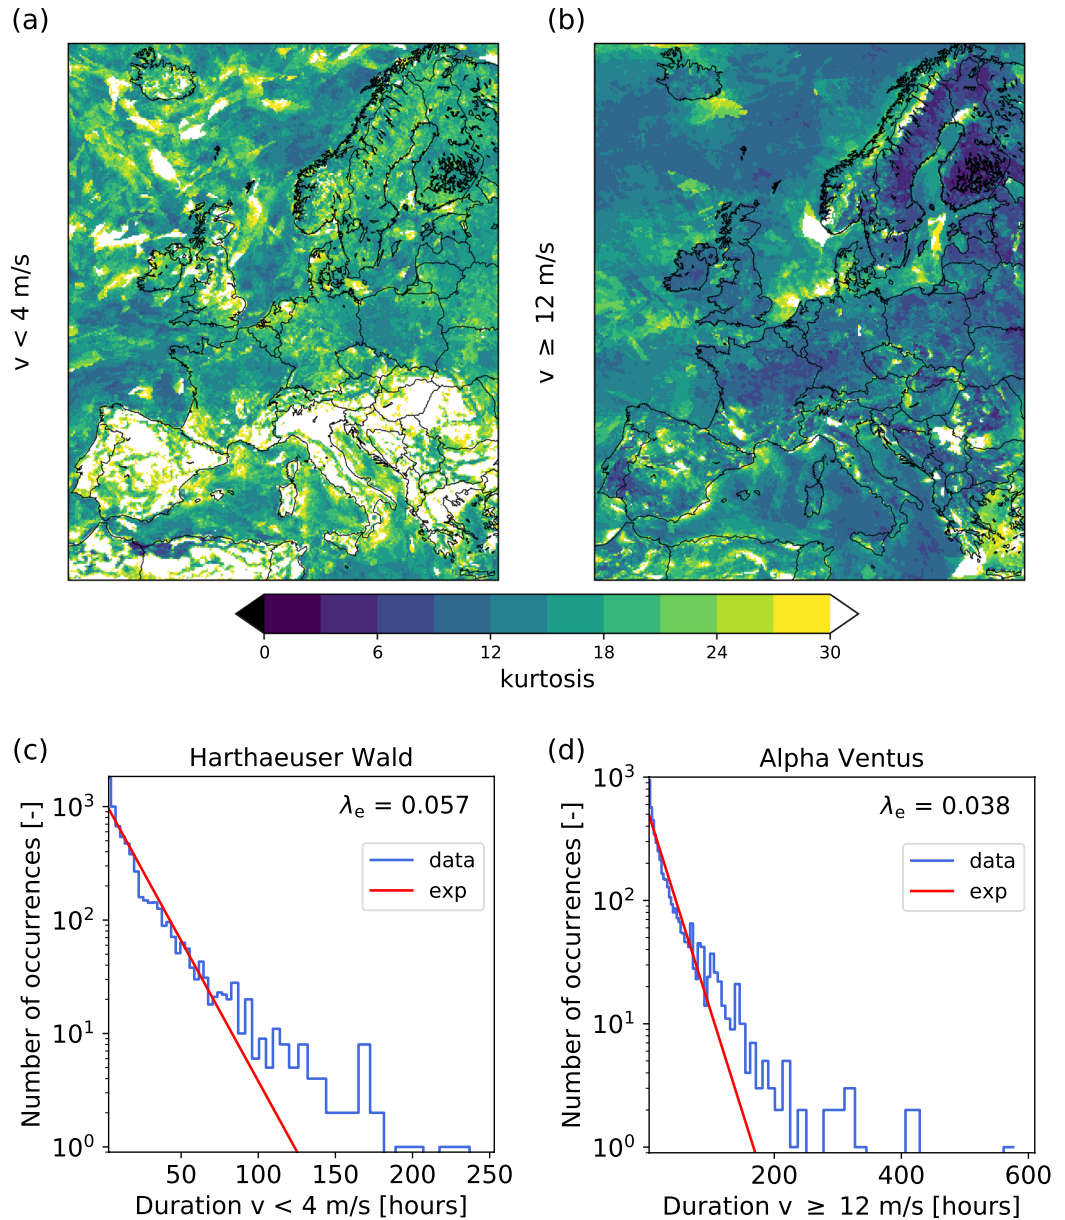 (a)
(b)
v < 4 m/s
v ≥ 12 m/s
0 6 12 18 24 30
kurtosis
(c)
Harthaeuser Wald
Number of occurrences [-]
10³
10²
10¹
10⁰
λₑ = 0.057
data
exp
50 100 150 200 250
Duration v < 4 m/s [hours]
(d)
Alpha Ventus
Number of occurrences [-]
10³
10²
10¹
10⁰
λₑ = 0.038
data
exp
200 400 600
Duration v ≥ 12 m/s [hours]